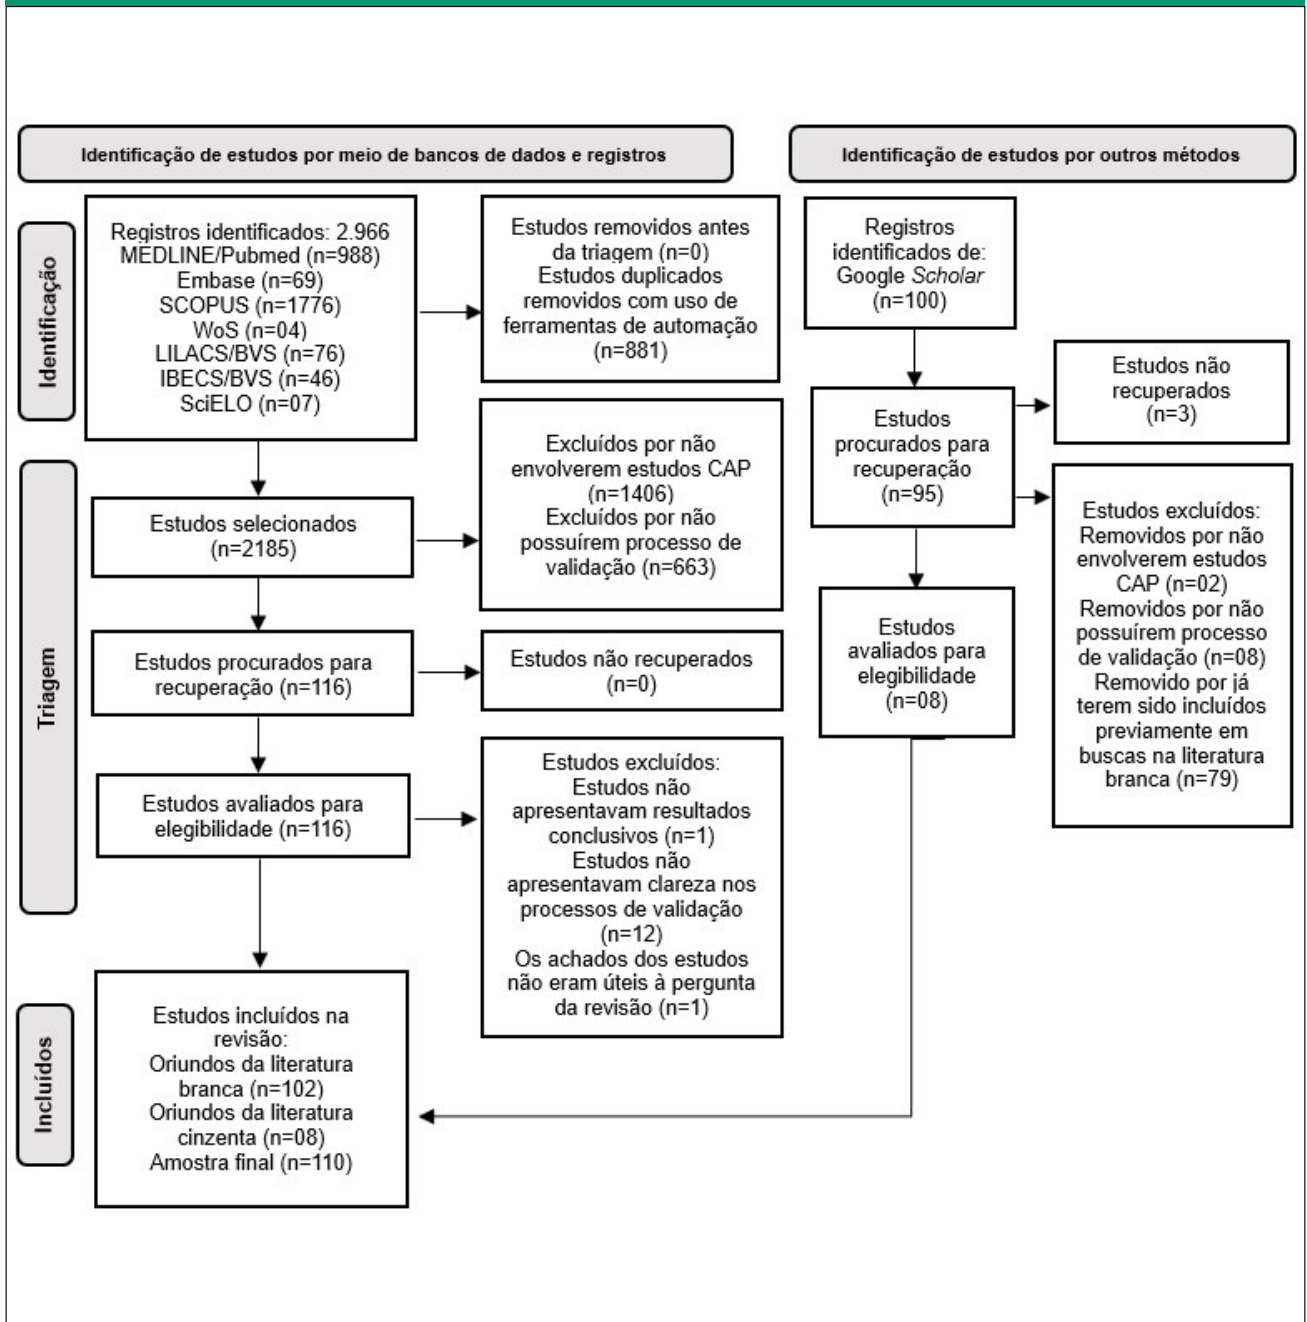 Identificação de estudos por meio de bancos de dados e registros
Identificação de estudos por outros métodos
Identificação
Registros identificados: 2.966
MEDLINE/Pubmed (n=988)
Embase (n=69)
SCOPUS (n=1776)
WoS (n=04)
LILACS/BVS (n=76)
IBECS/BVS (n=46)
SciELO (n=07)
Estudos removidos antes
da triagem (n=0)
Estudos duplicados
removidos com uso de
ferramentas de automação
(n=881)
Registros
identificados de:
Google Scholar
(n=100)
Estudos não
recuperados
(n=3)
Estudos
procurados para
recuperação
(n=95)
Estudos excluídos:
Removidos por não
envolverem estudos
CAP (n=02)
Removidos por não
possuírem processo
de validação (n=08)
Removido por já
terem sido incluídos
previamente em
buscas na literatura
branca (n=79)
Estudos
avaliados para
elegibilidade
(n=08)
Triagem
Estudos selecionados
(n=2185)
Excluídos por não
envolverem estudos CAP
(n=1406)
Excluídos por não
possuírem processo de
validação (n=663)
Estudos procurados para
recuperação (n=116)
Estudos não recuperados
(n=0)
Estudos avaliados para
elegibilidade (n=116)
Estudos excluídos:
Estudos não
apresentavam resultados
conclusivos (n=1)
Estudos não
apresentavam clareza nos
processos de validação
(n=12)
Os achados dos estudos
não eram úteis à pergunta
da revisão (n=1)
Incluídos
Estudos incluídos na
revisão:
Oriundos da literatura
branca (n=102)
Oriundos da literatura
cinzenta (n=08)
Amostra final (n=110)